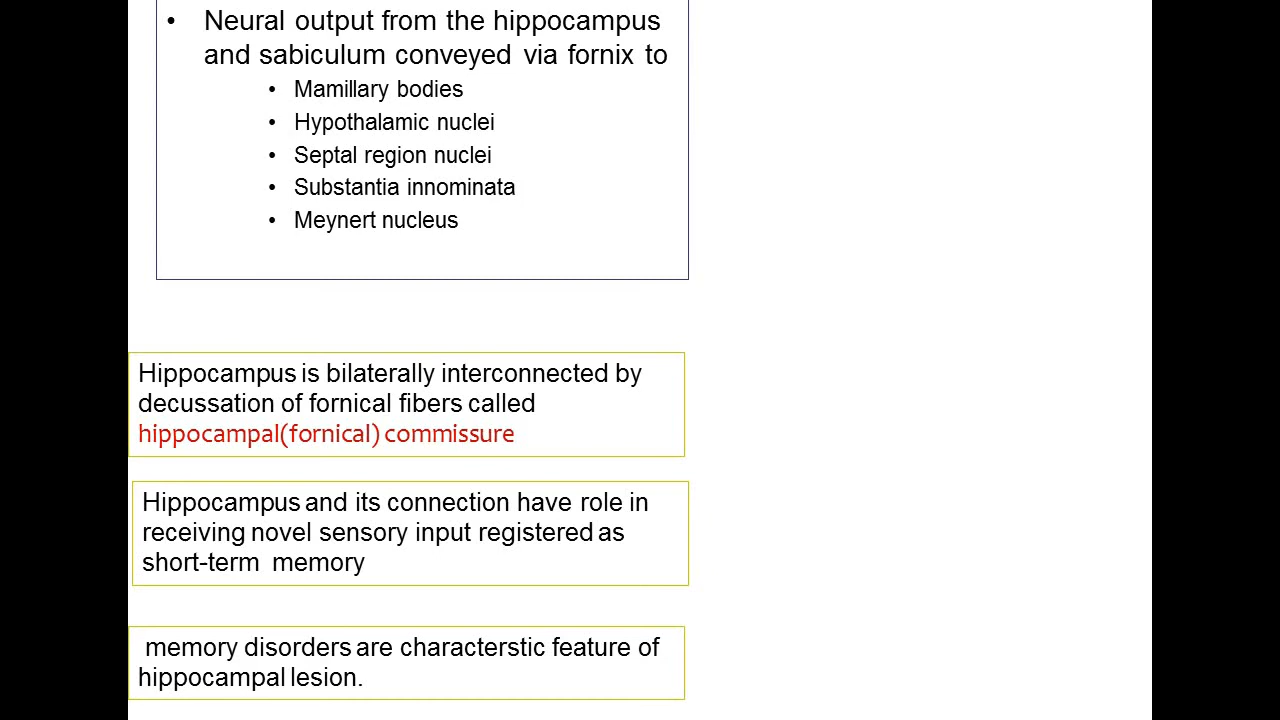 • Neural output from the hippocampus
and sabiculum conveyed via fornix to
• Mamillary bodies
• Hypothalamic nuclei
• Septal region nuclei
• Substantia innominata
• Meynert nucleus
Hippocampus is bilaterally interconnected by
decussation of fornical fibers called
hippocampal(fornical) commissure
Hippocampus and its connection have role in
receiving novel sensory input registered as
short-term memory
memory disorders are characterstic feature of
hippocampal lesion.